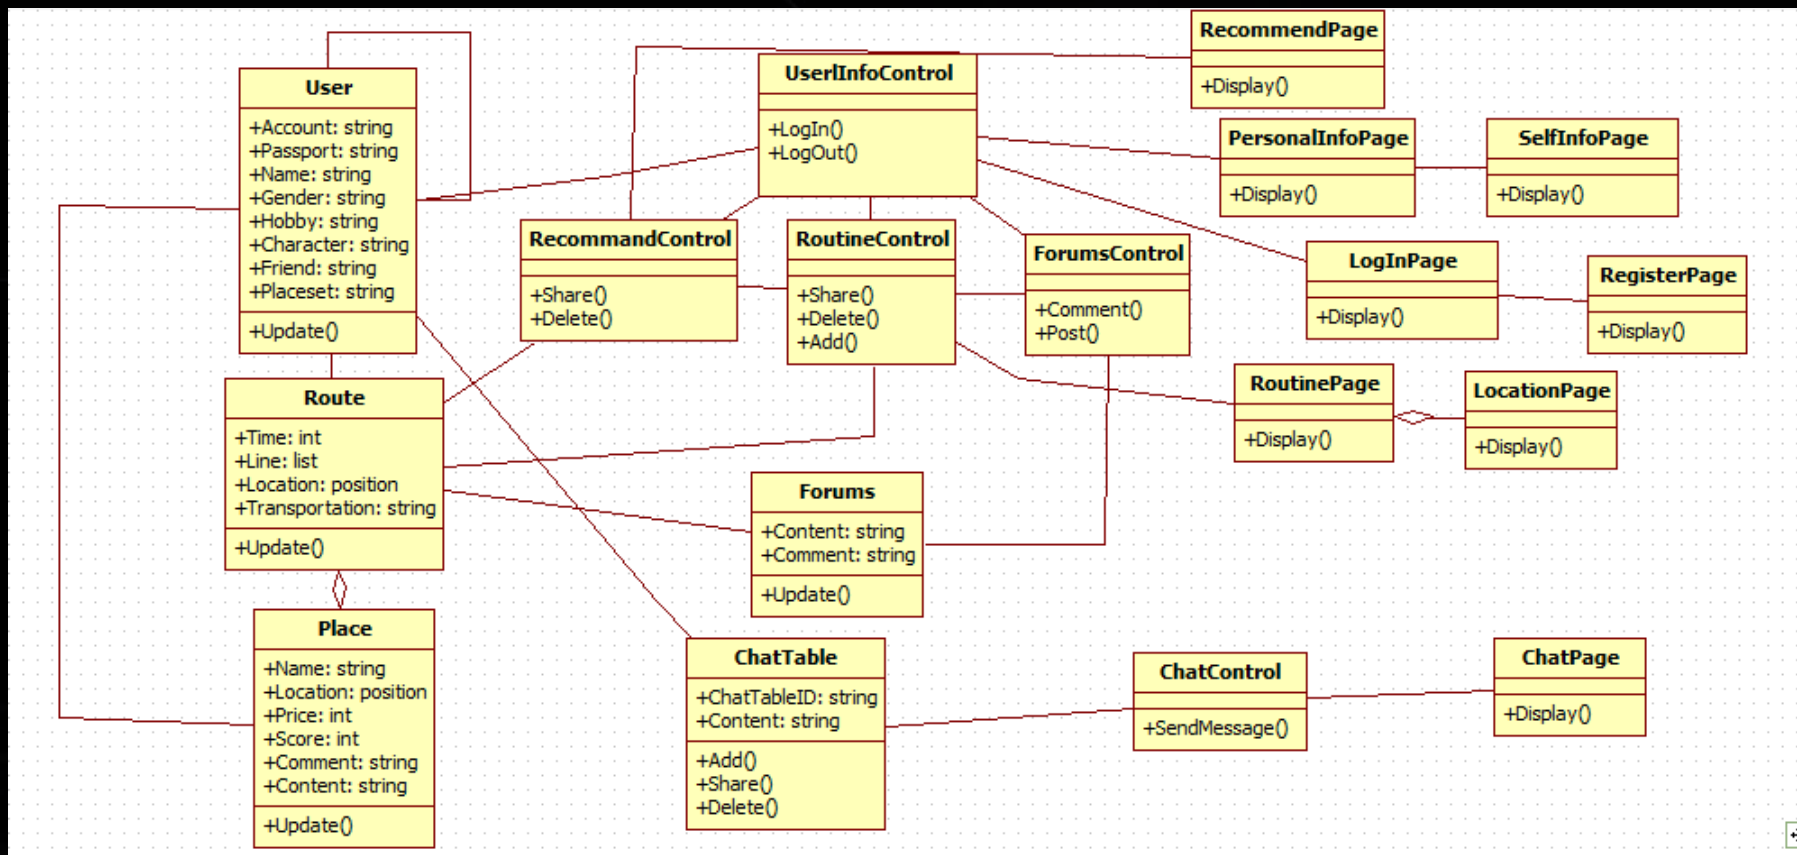 User
+Account: string
+Passport: string
+Name: string
+Gender: string
+Hobby: string
+Character: string
+Friend: string
+Placeset: string
+Update()
Route
+Time: int
+Line: list
+Location: position
+Transportation: string
+Update()
Place
+Name: string
+Location: position
+Price: int
+Score: int
+Comment: string
+Content: string
+Update()
UserlInfoControl
+LogIn()
+LogOut()
RecommandControl
+Share()
+Delete()
RoutineControl
+Share()
+Delete()
+Add()
ForumsControl
+Comment()
+Post()
Forums
+Content: string
+Comment: string
+Update()
ChatTable
+ChatTableID: string
+Content: string
+Add()
+Share()
+Delete()
RecommendPage
+Display()
PersonalInfoPage
+Display()
SelfInfoPage
+Display()
LogInPage
+Display()
RegisterPage
+Display()
RoutinePage
+Display()
LocationPage
+Display()
ChatControl
+SendMessage()
ChatPage
+Display()